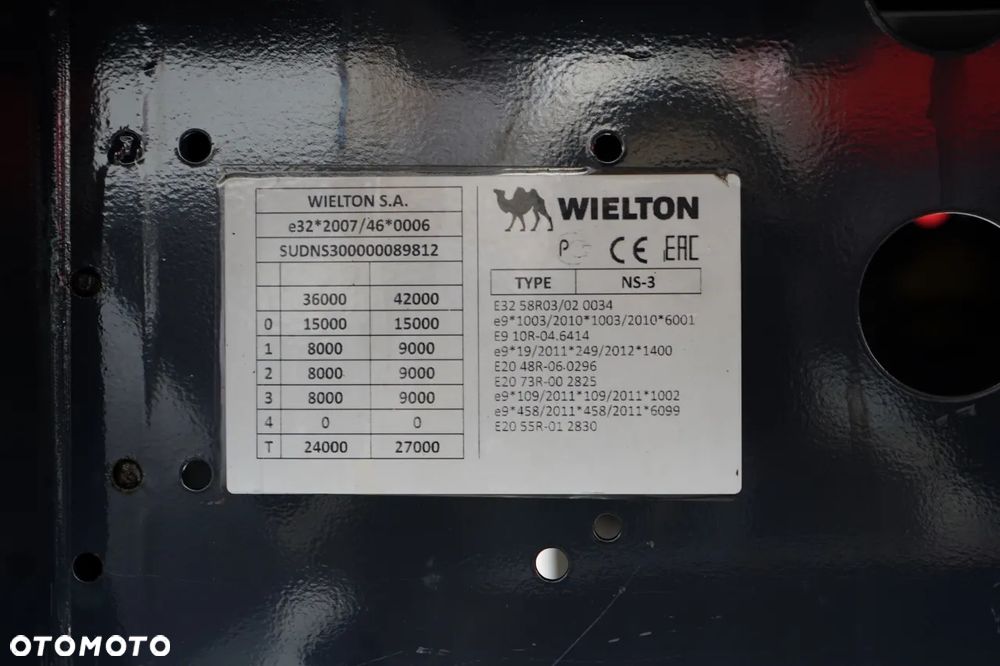 WIELTON S.A.
e32*2007/46*0006
SUDNS300000089812
36000 42000
0 15000 15000
1 8000 9000
2 8000 9000
3 8000 9000
4 0 0
T 24000 27000
WIELTON
CE EAC
TYPE NS-3
E32 58R03/02 0034
e9*1003/2010*1003/2010*6001
E9 10R-04.6414
e9*19/2011*249/2012*1400
E20 48R-06 0296
E20 73R-00 2825
e9*109/2011*109/2011*1002
e9*458/2011*458/2011*6099
E20 55R-01 2830
OTOMOTO